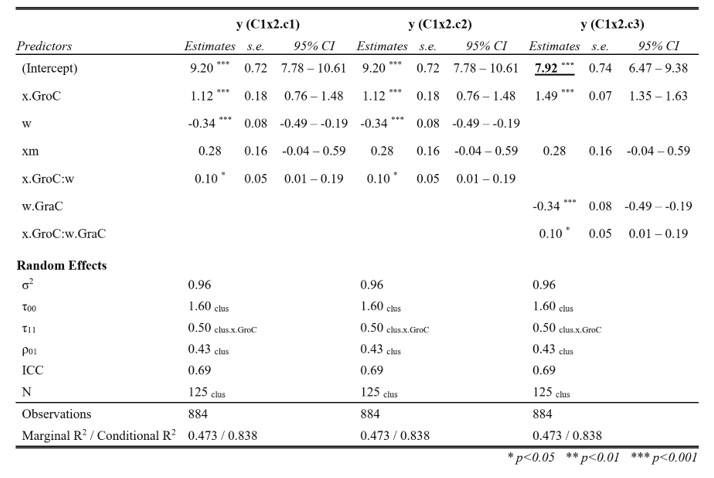 y (C1x2.c1) y (C1x2.c2) y (C1x2.c3)
Predictors Estimates s.e. 95% CI Estimates s.e. 95% CI Estimates s.e. 95% CI
(Intercept) 9.20 *** 0.72 7.78 – 10.61 9.20 *** 0.72 7.78 – 10.61 7.92 *** 0.74 6.47 – 9.38
x.GroC 1.12 *** 0.18 0.76 – 1.48 1.12 *** 0.18 0.76 – 1.48 1.49 *** 0.07 1.35 – 1.63
w -0.34 *** 0.08 -0.49 – -0.19 -0.34 *** 0.08 -0.49 – -0.19
xm 0.28 0.16 -0.04 – 0.59 0.28 0.16 -0.04 – 0.59 0.28 0.16 -0.04 – 0.59
x.GroC:w 0.10 * 0.05 0.01 – 0.19 0.10 * 0.05 0.01 – 0.19
w.GraC -0.34 *** 0.08 -0.49 – -0.19
x.GroC:w.GraC 0.10 * 0.05 0.01 – 0.19
Random Effects
σ² 0.96 0.96 0.96
τ₀₀ 1.60 clus 1.60 clus 1.60 clus
τ₁₁ 0.50 clus.x.GroC 0.50 clus.x.GroC 0.50 clus.x.GroC
ρ₀₁ 0.43 clus 0.43 clus 0.43 clus
ICC 0.69 0.69 0.69
N 125 clus 125 clus 125 clus
Observations 884 884 884
Marginal R² / Conditional R² 0.473 / 0.838 0.473 / 0.838 0.473 / 0.838
* p<0.05 ** p<0.01 *** p<0.001